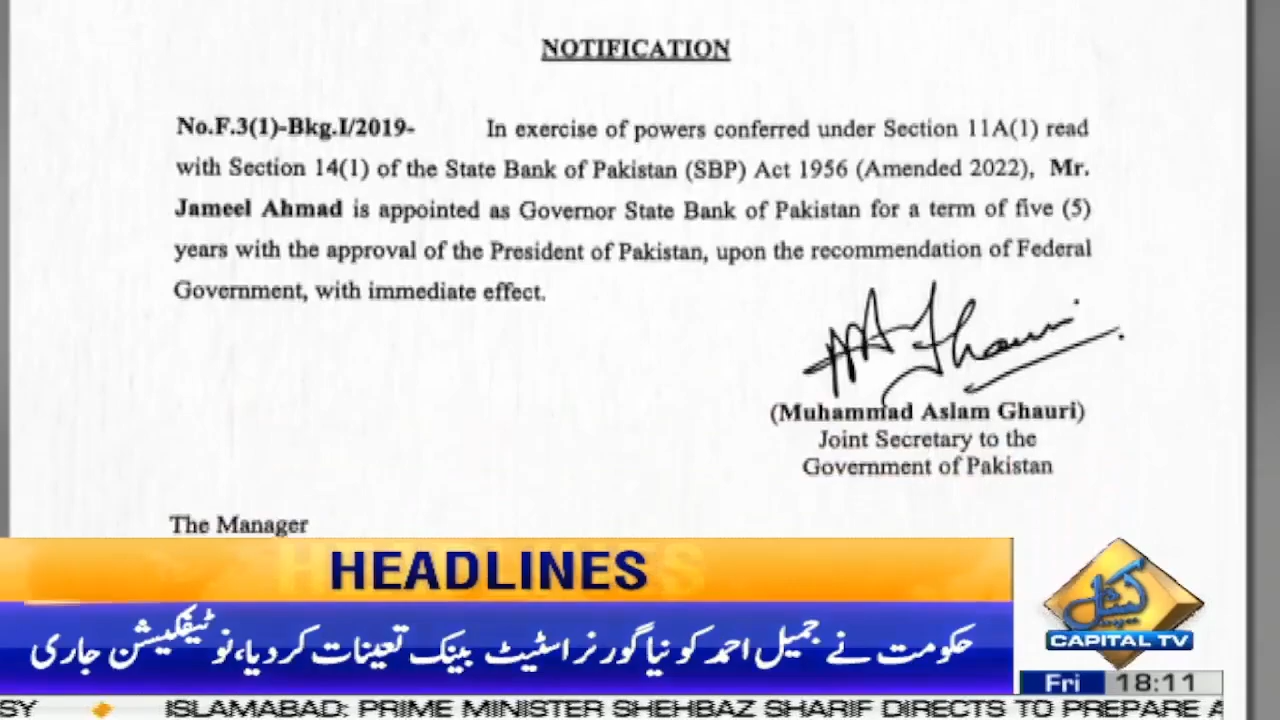 NOTIFICATION
No.F.3(1)-Bkg.I/2019- In exercise of powers conferred under Section 11A(1) read
with Section 14(1) of the State Bank of Pakistan (SBP) Act 1956 (Amended 2022), Mr.
Jameel Ahmad is appointed as Governor State Bank of Pakistan for a term of five (5)
years with the approval of the President of Pakistan, upon the recommendation of Federal
Government, with immediate effect.
(Muhammad Aslam Ghauri)
Joint Secretary to the
Government of Pakistan
The Manager
HEADLINES
حکومت نے جمیل احمد کو نیا گورنر اسٹیٹ بینک تعینات کر دیا، نوٹیفکیشن جاری
کیپیٹل
CAPITAL TV
Fri 18:11
SY ISLAMABAD: PRIME MINISTER SHEHBAZ SHARIF DIRECTS TO PREPARE A